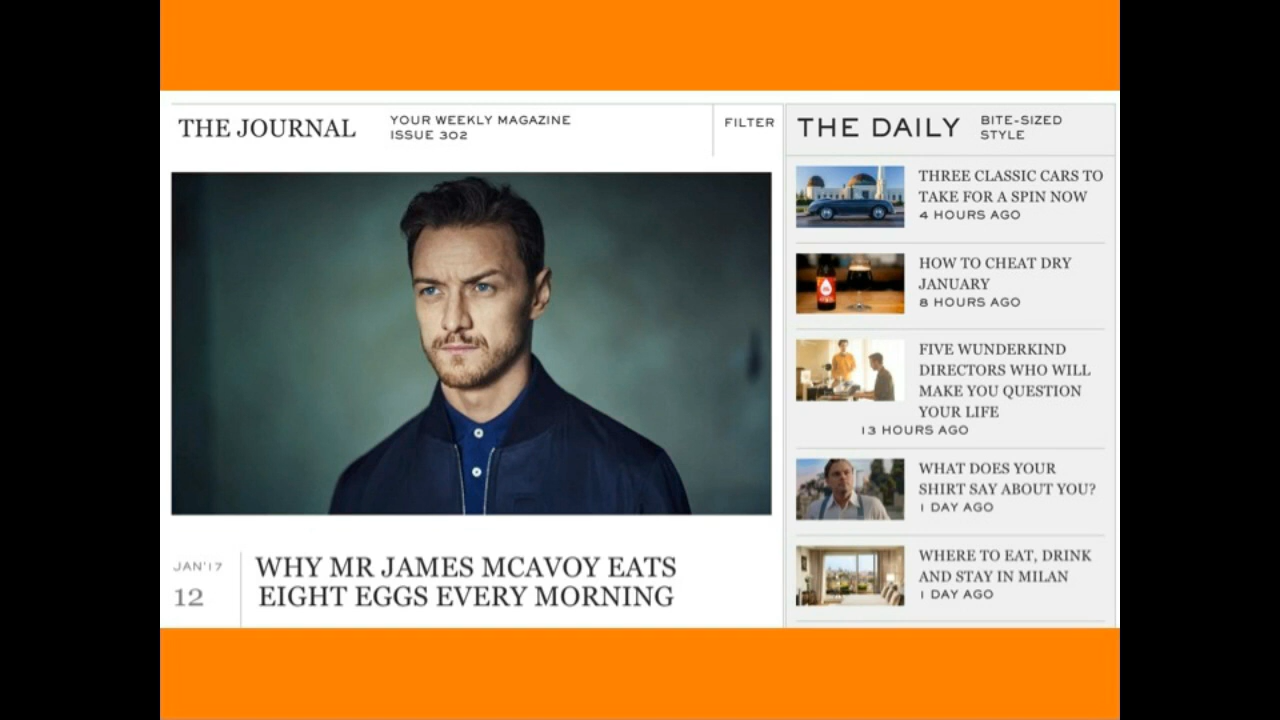 THE JOURNAL
YOUR WEEKLY MAGAZINE
ISSUE 302
FILTER
WHY MR JAMES MCAVOY EATS
EIGHT EGGS EVERY MORNING
JAN'17
12
THE DAILY
BITE-SIZED
STYLE
THREE CLASSIC CARS TO
TAKE FOR A SPIN NOW
4 HOURS AGO
HOW TO CHEAT DRY
JANUARY
8 HOURS AGO
FIVE WUNDERKIND
DIRECTORS WHO WILL
MAKE YOU QUESTION
YOUR LIFE
13 HOURS AGO
WHAT DOES YOUR
SHIRT SAY ABOUT YOU?
1 DAY AGO
WHERE TO EAT, DRINK
AND STAY IN MILAN
1 DAY AGO